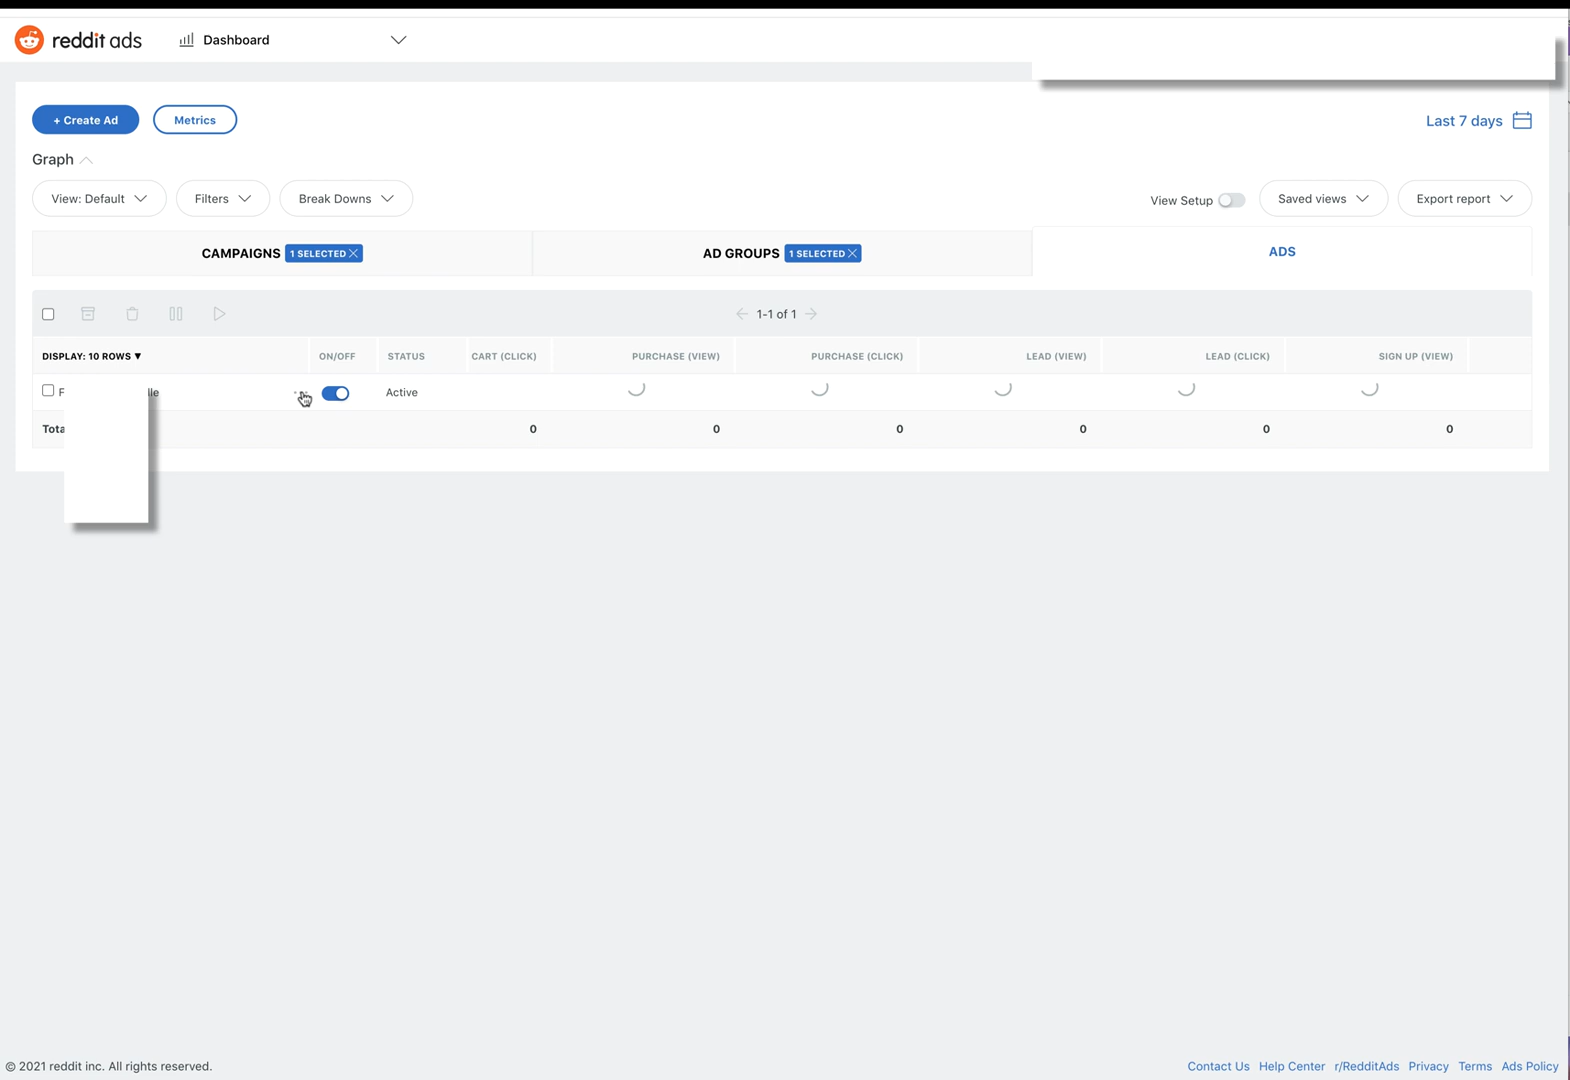 reddit ads
Dashboard
+ Create Ad
Metrics
Last 7 days
Graph
View: Default
Filters
Break Downs
View Setup
Saved views
Export report
CAMPAIGNS 1 SELECTED
AD GROUPS 1 SELECTED
ADS
1-1 of 1
DISPLAY: 10 ROWS ▼ ON/OFF STATUS CART (CLICK) PURCHASE (VIEW) PURCHASE (CLICK) LEAD (VIEW) LEAD (CLICK) SIGN UP (VIEW)
Active
0 0 0 0 0 0
© 2021 reddit inc. All rights reserved.
Contact Us Help Center r/RedditAds Privacy Terms Ads Policy